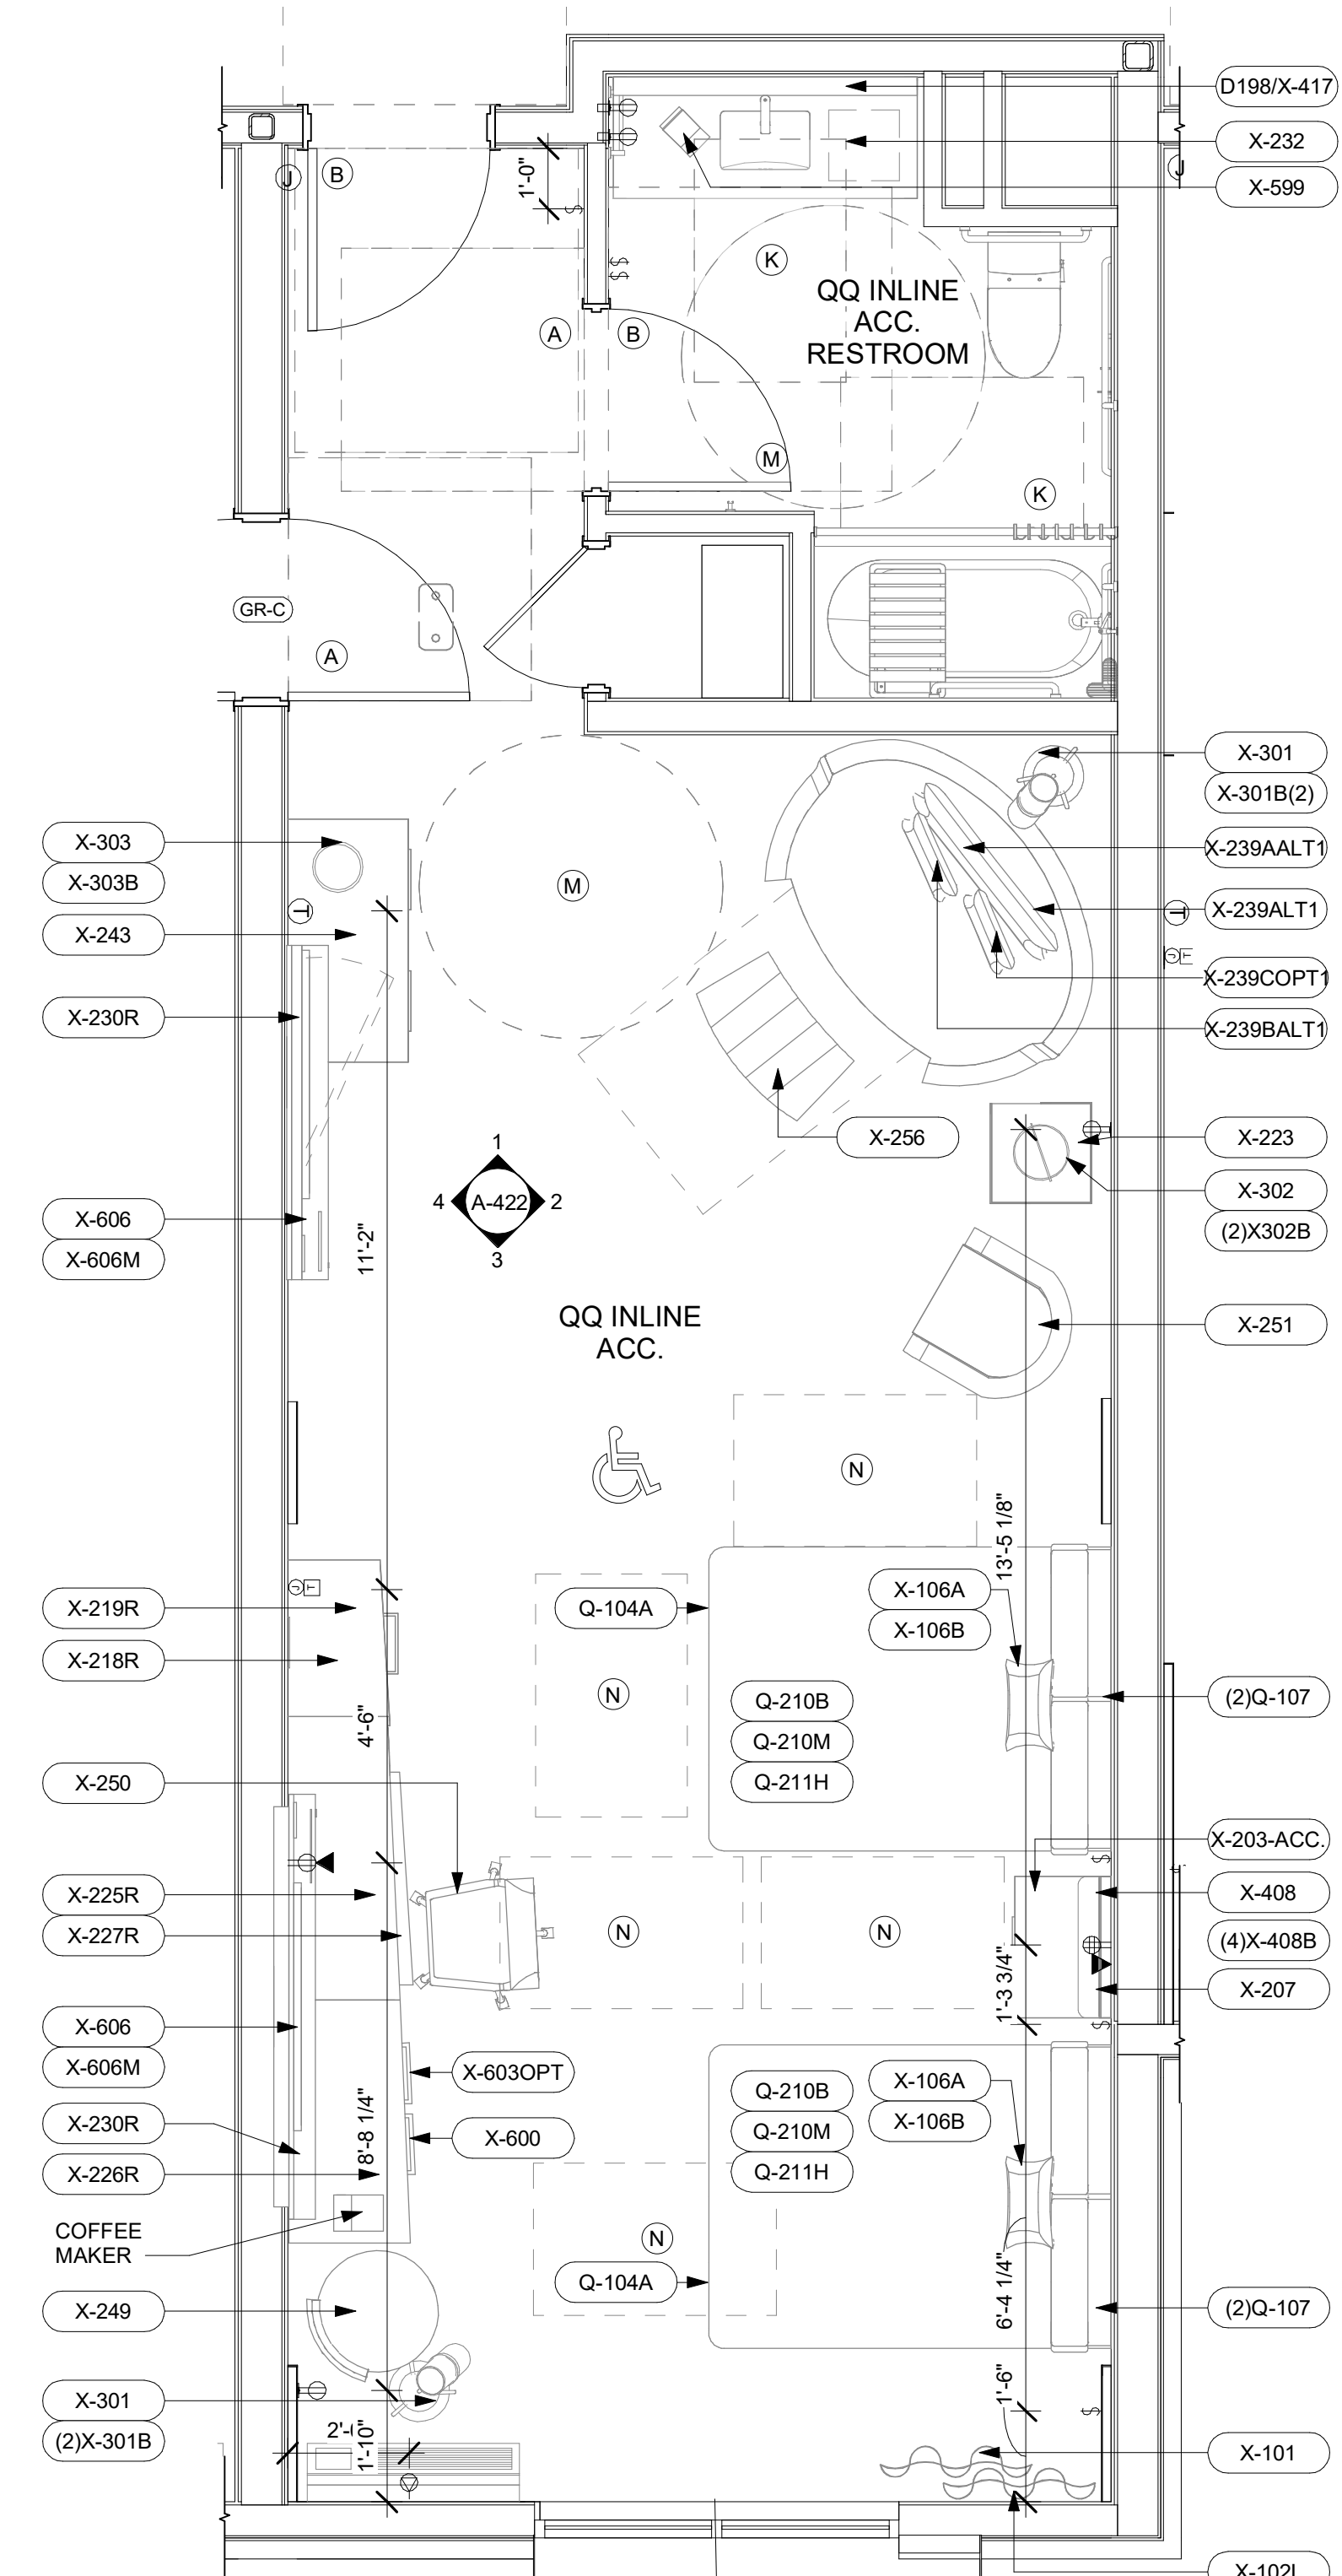 D198/X-417
X-232
X-599
J
B
1'-0"
J
K
QQ INLINE
ACC.
RESTROOM
A
B
M
K
GR-C
A
X-301
X-301B(2)
X-303
X-303B
X-239AALT1
M
T
X-239ALT1
T
X-243
J T
X-239COPT1
X-230R
X-239BALT1
X-256
X-223
1
4
A-422
2
3
X-302
(2)X302B
X-606
X-606M
11'-2"
QQ INLINE
ACC.
X-251
N
13'-5 1/8"
J T
X-219R
Q-104A
X-106A
X-106B
X-218R
N
Q-210B
Q-210M
Q-211H
(2)Q-107
4'-6"
X-250
X-203-ACC.
X-225R
X-408
X-227R
N
N
(4)X-408B
X-207
1'-3 3/4"
X-606
X-606M
X-603OPT
Q-210B
Q-210M
Q-211H
X-106A
X-106B
X-230R
8'-8 1/4"
X-600
X-226R
COFFEE
MAKER
N
Q-104A
6'-4 1/4"
X-249
(2)Q-107
X-301
(2)X-301B
1'-6"
1'-10"
X-101
X-102L